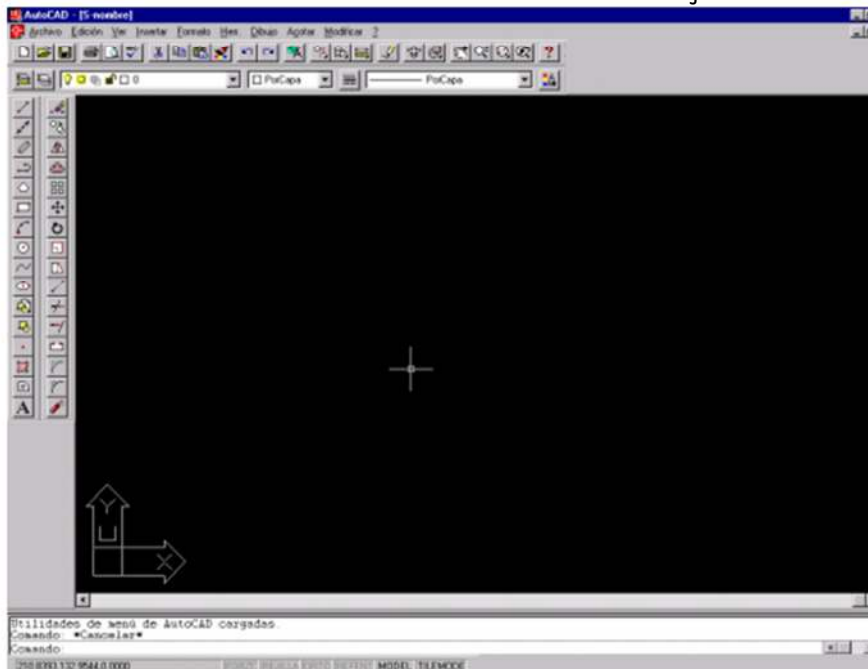 AutoCAD - [S-nombre]
Archivo Edición Ver Insertar Formato Herr. Dibujo Acotar Modificar ?
0 PorCapa PorCapa
A
Y
U
X
Utilidades de menú de AutoCAD cargadas.
Comando: *Cancelar*
Comando:
MODEL TILEMODE